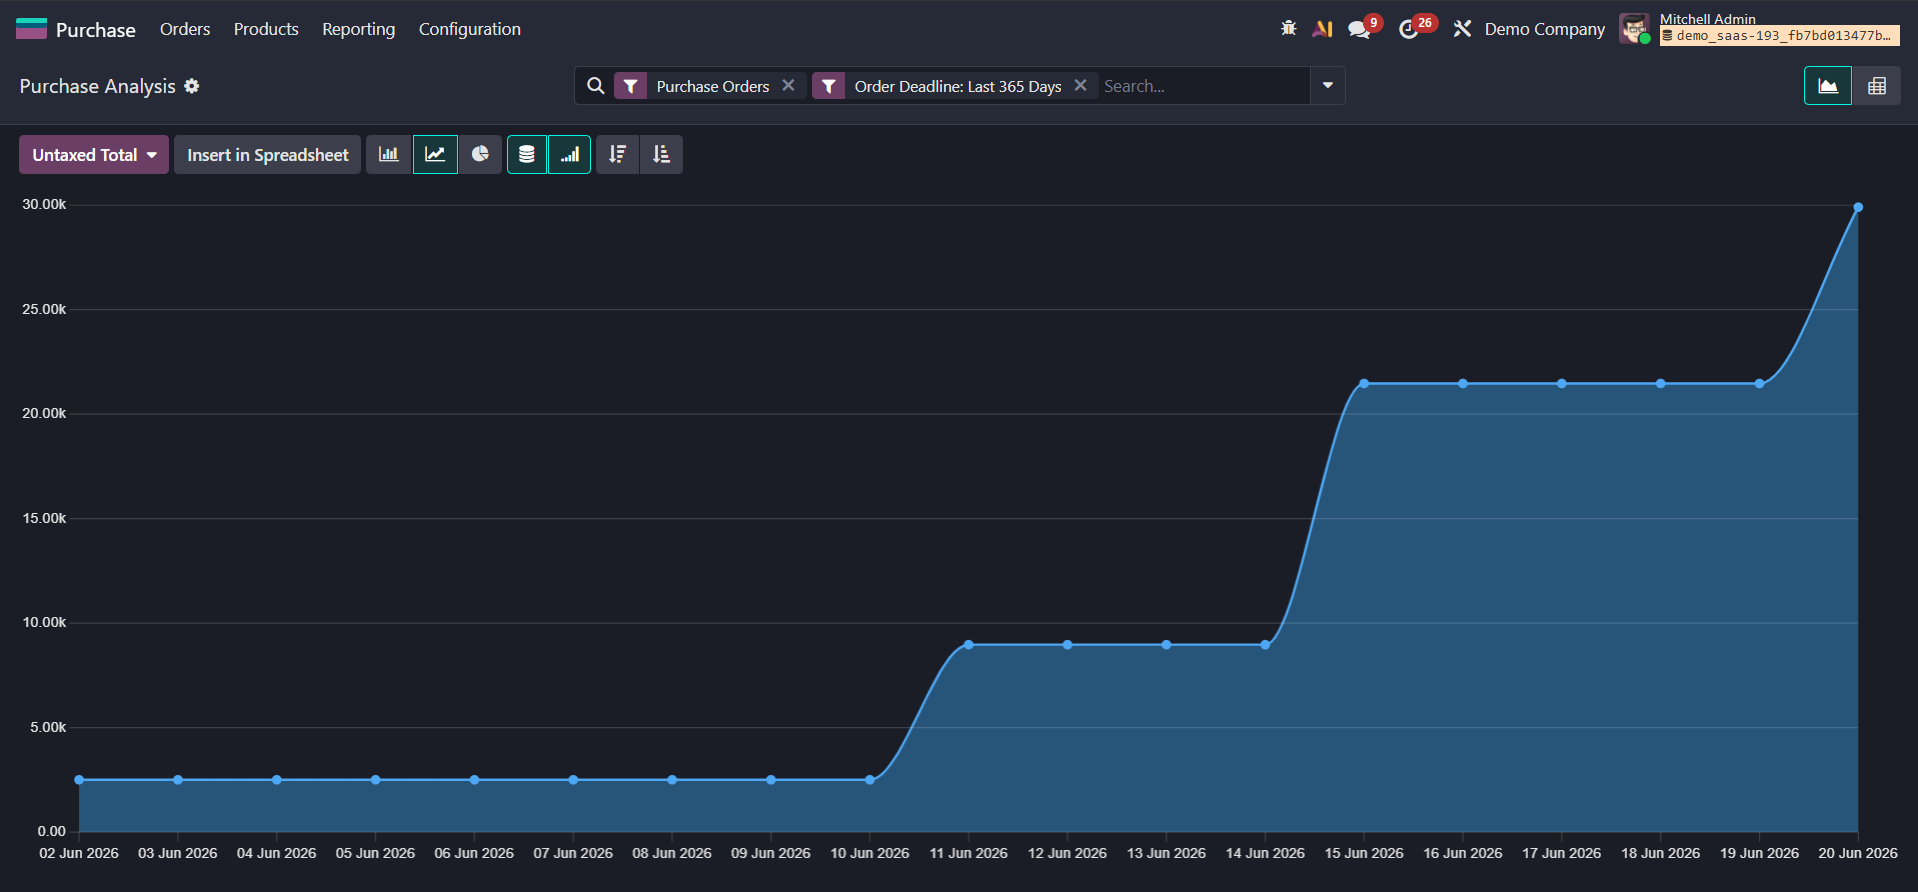 Purchase Orders Products Reporting Configuration 9 26 Demo Company Mitchell Admin
demo_saas-193_fb7bd013477b...
Purchase Analysis Purchase Orders Order Deadline: Last 365 Days Search...
Untaxed Total Insert in Spreadsheet
30.00k
25.00k
20.00k
15.00k
10.00k
5.00k
0.00
02 Jun 2026 03 Jun 2026 04 Jun 2026 05 Jun 2026 06 Jun 2026 07 Jun 2026 08 Jun 2026 09 Jun 2026 10 Jun 2026 11 Jun 2026 12 Jun 2026 13 Jun 2026 14 Jun 2026 15 Jun 2026 16 Jun 2026 17 Jun 2026 18 Jun 2026 19 Jun 2026 20 Jun 2026